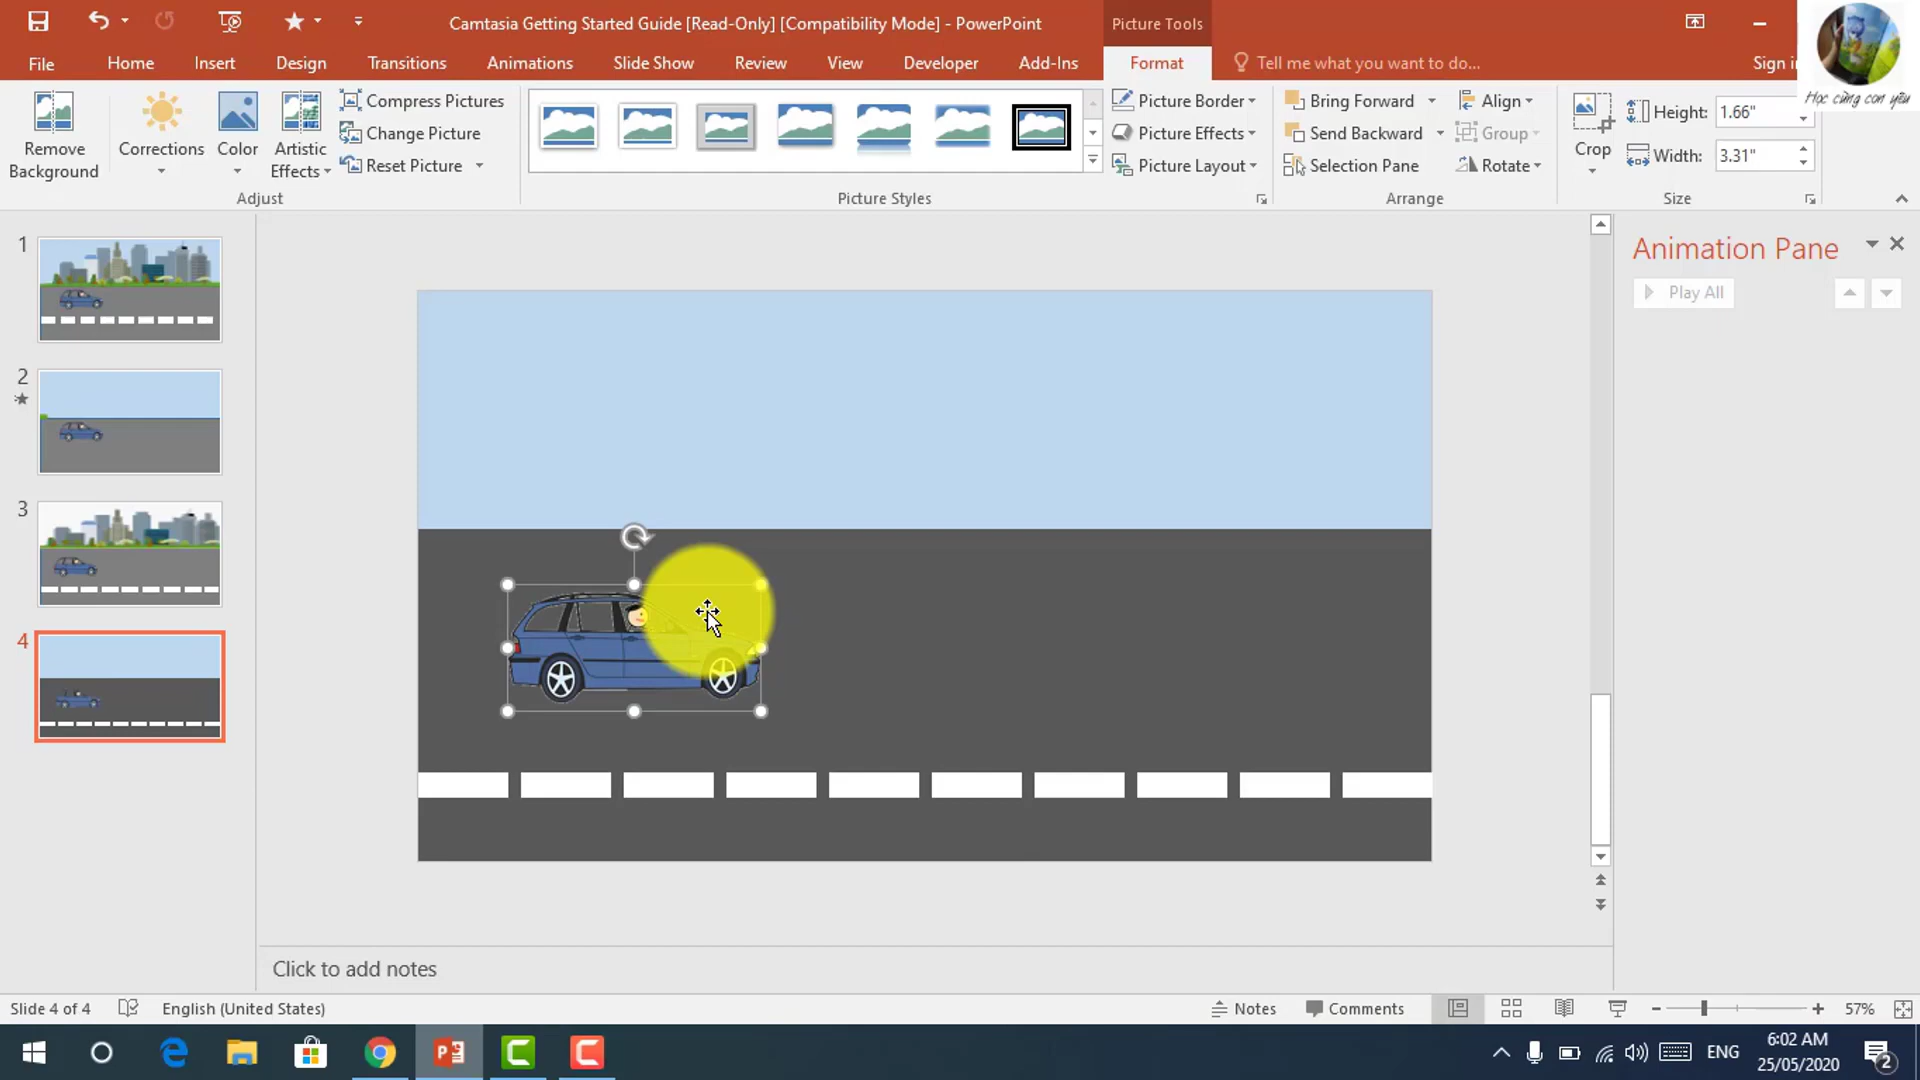 Camtasia Getting Started Guide [Read-Only] [Compatibility Mode] - PowerPoint
Picture Tools
File
Home
Insert
Design
Transitions
Animations
Slide Show
Review
View
Developer
Add-Ins
Format
Tell me what you want to do...
Sign in
Học cùng con yêu
Remove Background
Corrections
Color
Artistic Effects
Compress Pictures
Change Picture
Reset Picture
Adjust
Picture Styles
Picture Border
Picture Effects
Picture Layout
Bring Forward
Send Backward
Selection Pane
Align
Group
Rotate
Arrange
Crop
Height: 1.66"
Width: 3.31"
Size
1
2
3
4
Animation Pane
Play All
Click to add notes
Slide 4 of 4
English (United States)
Notes
Comments
57%
ENG
6:02 AM
25/05/2020
2